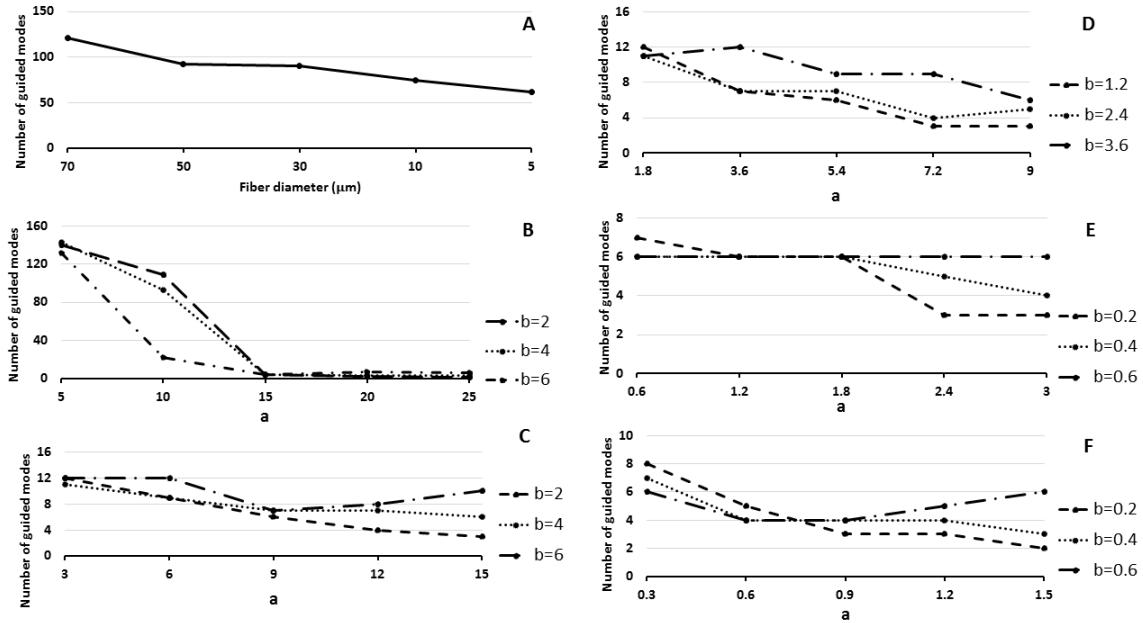 A
Number of guided modes
150
100
50
0
70 50 30 10 5
Fiber diameter (μm)
B
Number of guided modes
160
120
80
40
0
5 10 15 20 25
a
b=2
b=4
b=6
C
Number of guided modes
16
12
8
4
0
3 6 9 12 15
a
b=2
b=4
b=6
D
Number of guided modes
16
12
8
4
0
1.8 3.6 5.4 7.2 9
a
b=1.2
b=2.4
b=3.6
E
Number of guided modes
8
6
4
2
0
0.6 1.2 1.8 2.4 3
a
b=0.2
b=0.4
b=0.6
F
Number of guided modes
10
8
6
4
2
0
0.3 0.6 0.9 1.2 1.5
a
b=0.2
b=0.4
b=0.6